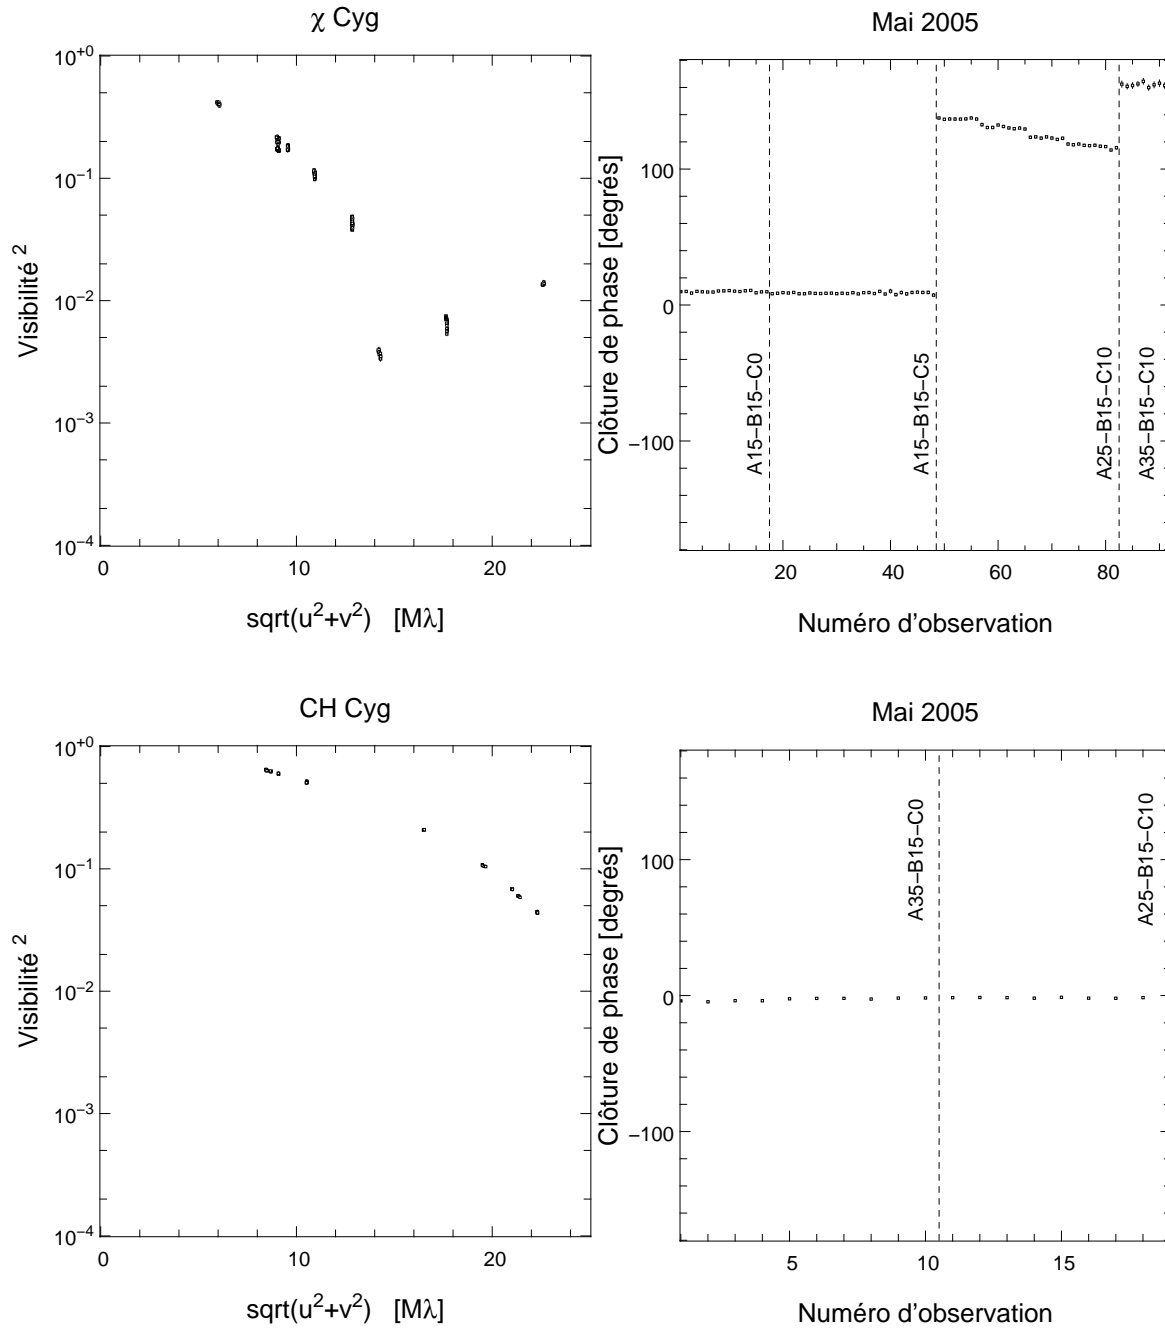 χ Cyg
Mai 2005
10+0
10−1
10−2
10−3
10−4
Visibilité 2
0 10 20
sqrt(u2+v2) [Mλ]
100
0
−100
Clôture de phase [degrés]
A15−B15−C0
A15−B15−C5
A25−B15−C10
A35−B15−C10
20 40 60 80
Numéro d'observation
CH Cyg
Mai 2005
10+0
10−1
10−2
10−3
10−4
Visibilité 2
0 10 20
sqrt(u2+v2) [Mλ]
100
0
−100
Clôture de phase [degrés]
A35−B15−C0
A25−B15−C10
5 10 15
Numéro d'observation